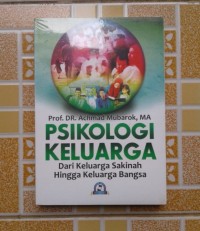 Prof. DR. Achmad Mubarok, MA
PSIKOLOGI
KELUARGA
Dari Keluarga Sakinah
Hingga Keluarga Bangsa